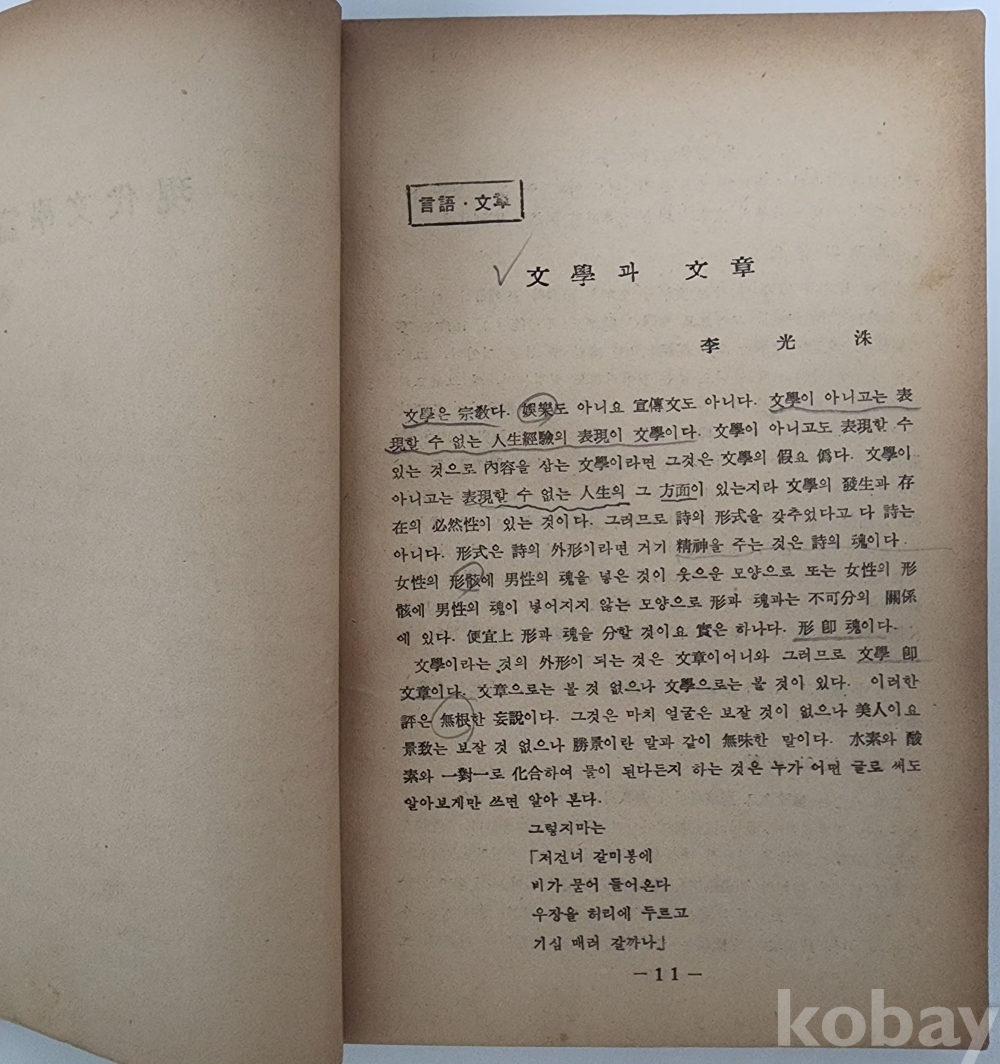 現代文學
言語·文章
文學과 文章
李光洙
文學은 宗敎다. 娛樂도 아니요 宣傳文도 아니다. 文學이 아니고는 表
現할 수 없는 人生經驗의 表現이 文學이다. 文學이 아니고도 表現할 수
있는 것으로 內容을 삼는 文學이라면 그것은 文學의 假요 僞다. 文學이
아니고는 表現할 수 없는 人生의 그 方面이 있는지라 文學의 發生과 存
在의 必然性이 있는 것이다. 그러므로 詩의 形式을 갖추었다고 다 詩는
아니다. 形式은 詩의 外形이라면 거기 精神을 주는 것은 詩의 魂이다.
女性의 形骸에 男性의 魂을 넣은 것이 웃으운 모양으로 또는 女性의 形
骸에 男性의 魂이 넣어지지 않는 모양으로 形과 魂과는 不可分의 關係
에 있다. 便宜上 形과 魂을 分할 것이요 實은 하나다. 形 卽 魂이다.
文學이라는 것의 外形이 되는 것은 文章이어니와 그러므로 文學 卽
文章이다. 文章으로는 볼 것 없으나 文學으로는 볼 것이 있다. 이러한
評은 無根한 妄說이다. 그것은 마치 얼굴은 보잘 것이 없으나 美人이요
景致는 보잘 것 없으나 勝景이란 말과 같이 無味한 말이다. 水素와 酸
素와 一對一로 化合하여 물이 된다든지 하는 것은 누가 어떤 글로 써도
알아보게만 쓰면 알아 본다.
그렇지마는
「저건너 갈미봉에
비가 묻어 들어온다
우장을 허리에 두르고
기심 매러 갈까나」
— 11 —
kobay